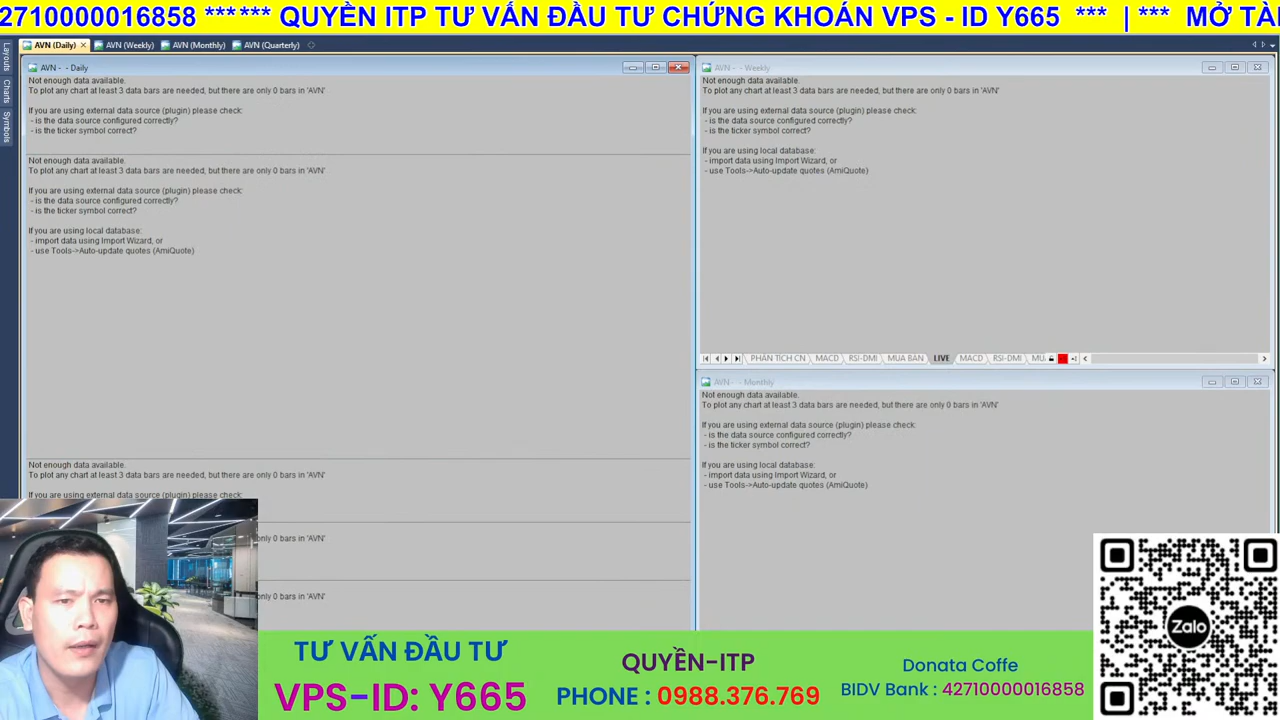 2710000016858 ****** QUYỀN ITP TƯ VẤN ĐẦU TƯ CHỨNG KHOÁN VPS - ID Y665 *** | *** MỞ TÀI
AVN (Daily) AVN (Weekly) AVN (Monthly) AVN (Quarterly)
Layouts
Charts
Symbols
AVN - - Daily
Not enough data available.
To plot any chart at least 3 data bars are needed, but there are only 0 bars in 'AVN'
If you are using external data source (plugin) please check:
- is the data source configured correctly?
- is the ticker symbol correct?
Not enough data available.
To plot any chart at least 3 data bars are needed, but there are only 0 bars in 'AVN'
If you are using external data source (plugin) please check:
- is the data source configured correctly?
- is the ticker symbol correct?
If you are using local database:
- import data using Import Wizard, or
- use Tools->Auto-update quotes (AmiQuote)
Not enough data available.
To plot any chart at least 3 data bars are needed, but there are only 0 bars in 'AVN'
If you are using external data source (plugin) please check:
only 0 bars in 'AVN'
only 0 bars in 'AVN'
AVN - - Weekly
Not enough data available.
To plot any chart at least 3 data bars are needed, but there are only 0 bars in 'AVN'
If you are using external data source (plugin) please check:
- is the data source configured correctly?
- is the ticker symbol correct?
If you are using local database:
- import data using Import Wizard, or
- use Tools->Auto-update quotes (AmiQuote)
PHÂN TÍCH CN MACD RSI-DMI MUA BAN LIVE MACD RSI-DMI MU
AVN - - Monthly
Not enough data available.
To plot any chart at least 3 data bars are needed, but there are only 0 bars in 'AVN'
If you are using external data source (plugin) please check:
- is the data source configured correctly?
- is the ticker symbol correct?
If you are using local database:
- import data using Import Wizard, or
- use Tools->Auto-update quotes (AmiQuote)
Zalo
TƯ VẤN ĐẦU TƯ
VPS-ID: Y665
QUYỀN-ITP
PHONE : 0988.376.769
Donata Coffe
BIDV Bank : 42710000016858